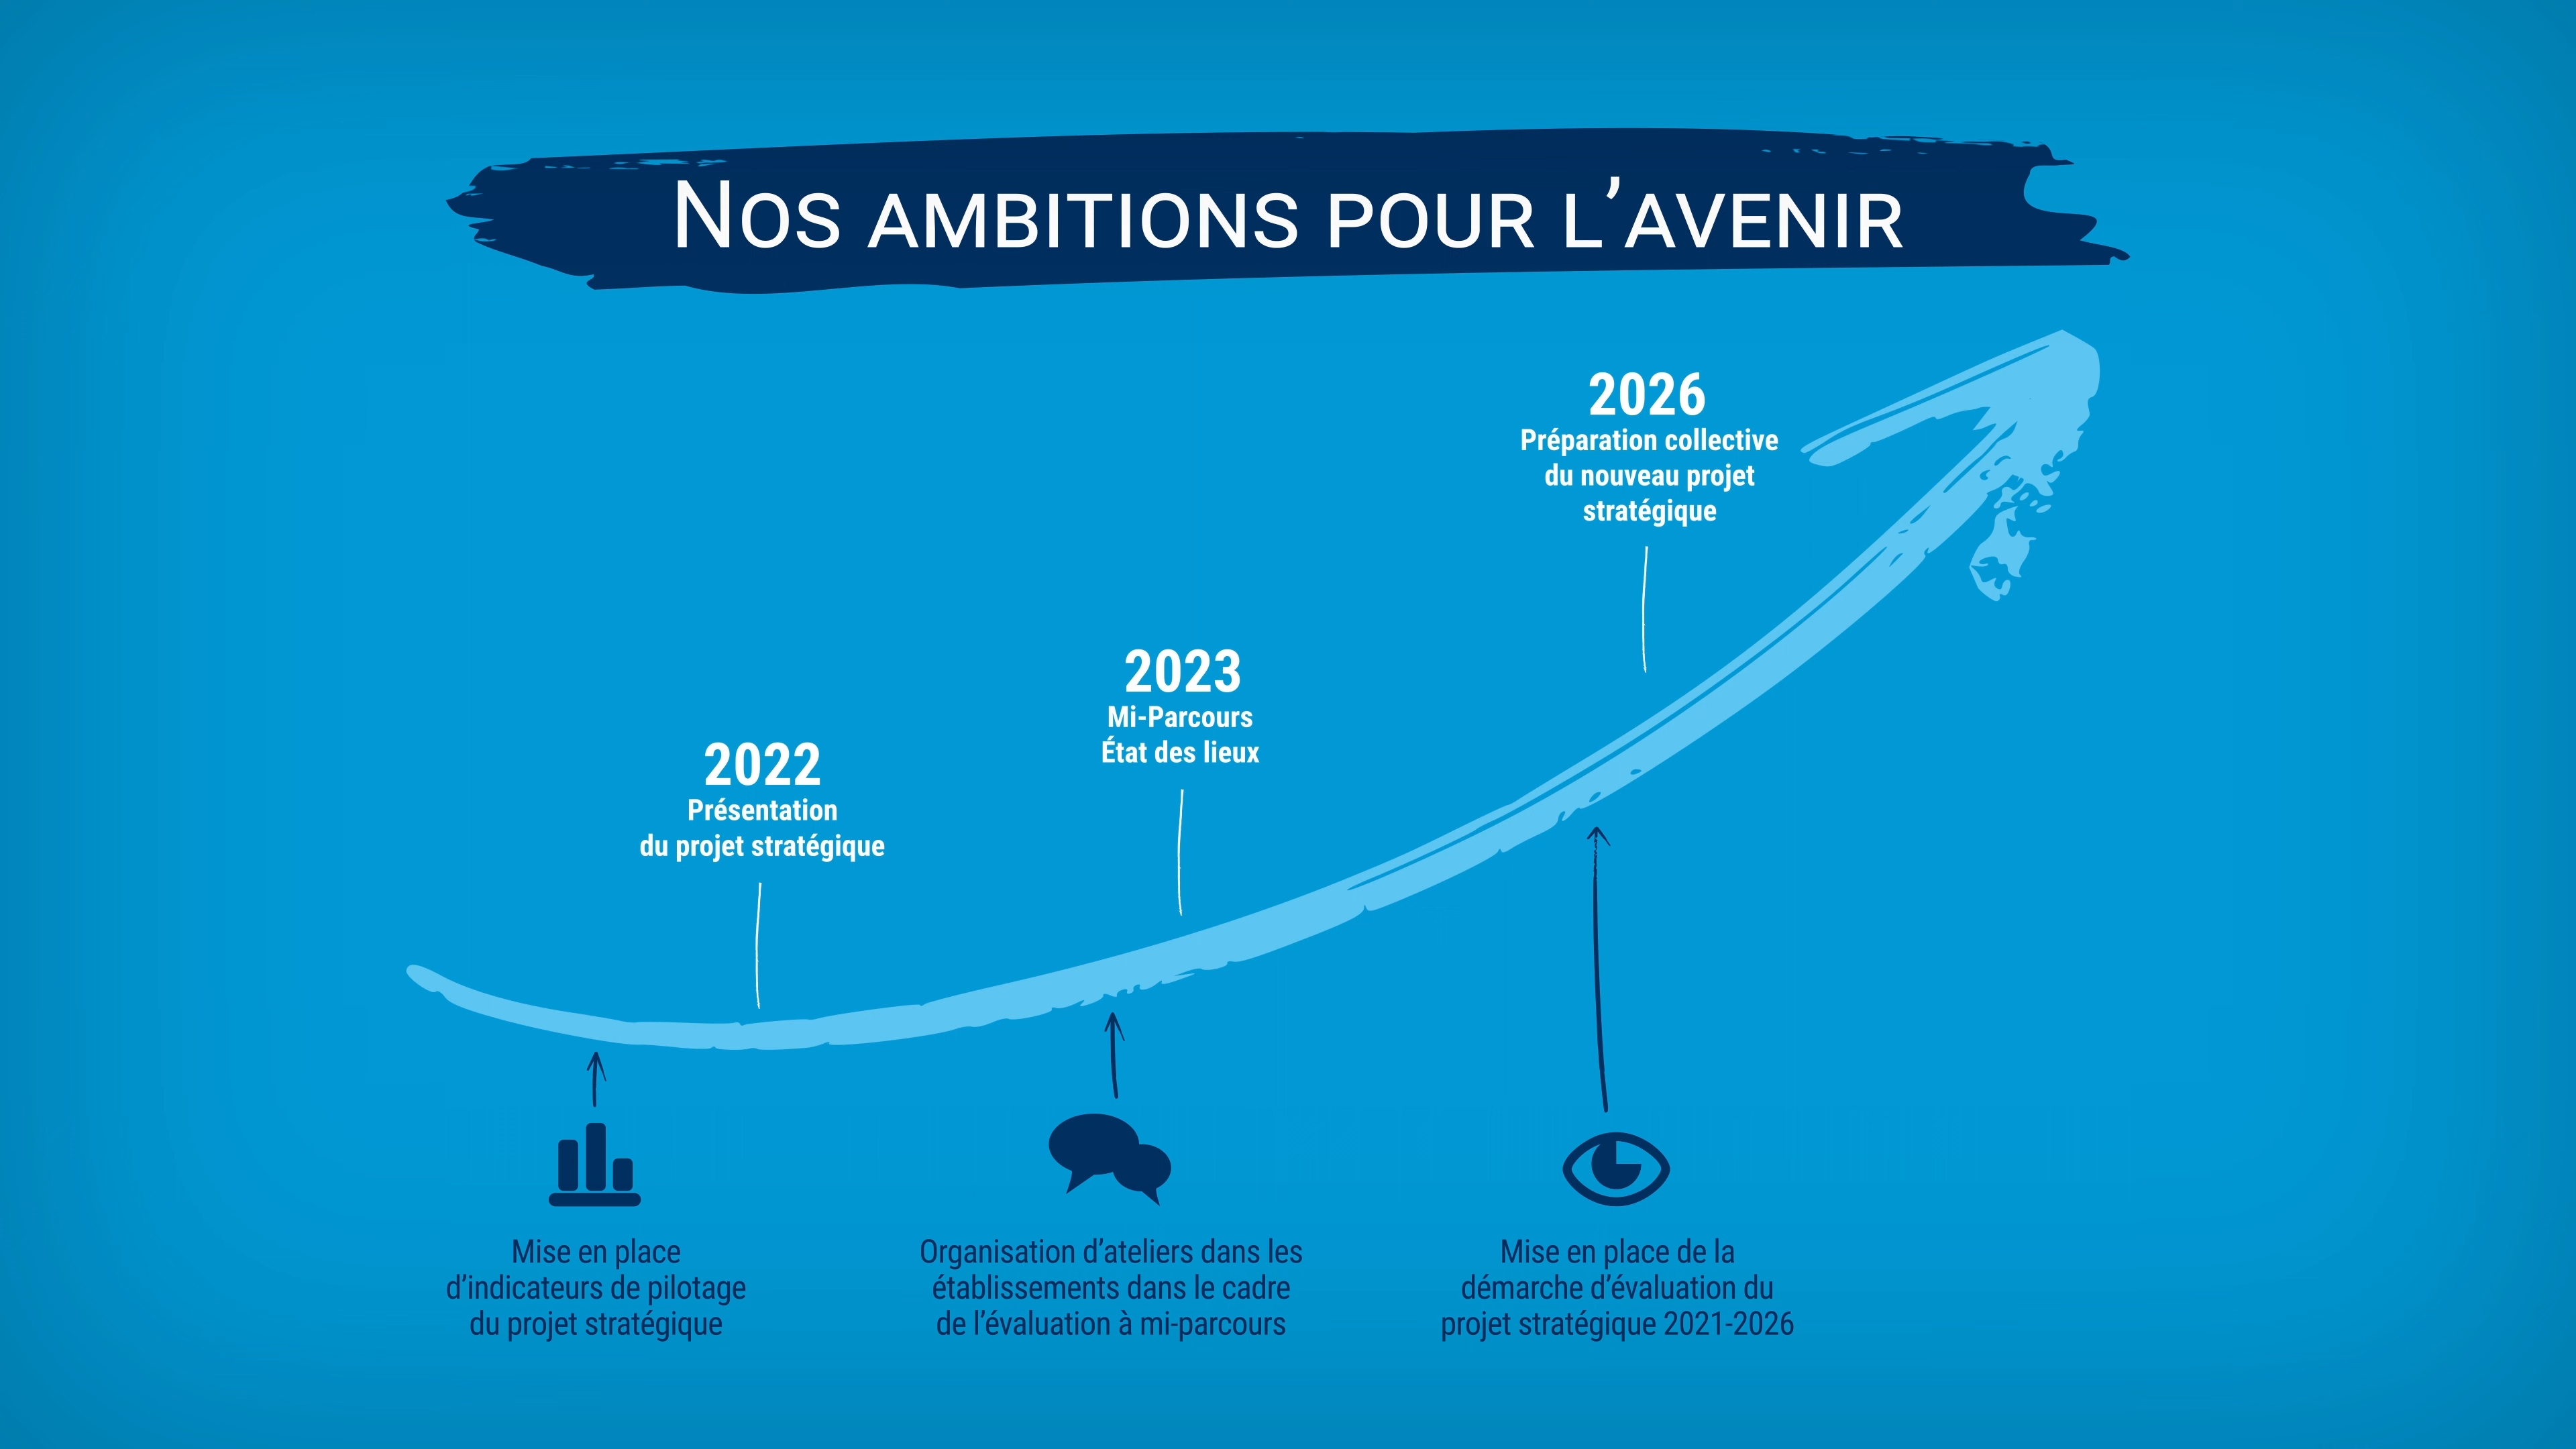 Nos ambitions pour l’avenir
2026
Préparation collective
du nouveau projet
stratégique
2023
Mi-Parcours
État des lieux
2022
Présentation
du projet stratégique
Mise en place
d’indicateurs de pilotage
du projet stratégique
Organisation d’ateliers dans les
établissements dans le cadre
de l’évaluation à mi-parcours
Mise en place de la
démarche d’évaluation du
projet stratégique 2021-2026